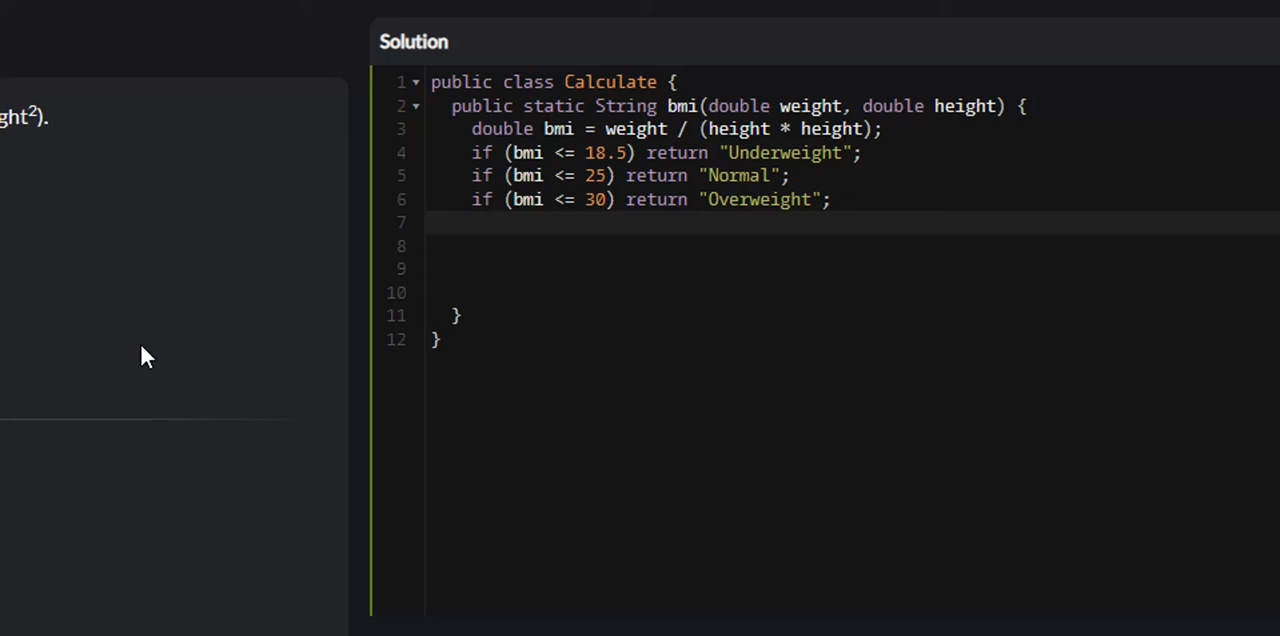 Solution
ght²).
1 public class Calculate {
2 public static String bmi(double weight, double height) {
3 double bmi = weight / (height * height);
4 if (bmi <= 18.5) return "Underweight";
5 if (bmi <= 25) return "Normal";
6 if (bmi <= 30) return "Overweight";
7
8
9
10
11 }
12 }